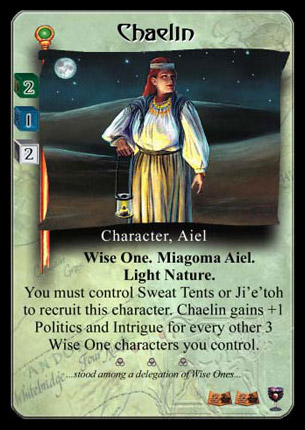 Chaelin
2
1
2
Character, Aiel
Wise One. Miagoma Aiel.
Light Nature.
You must control Sweat Tents or Ji'e'toh
to recruit this character. Chaelin gains +1
Politics and Intrigue for every other 3
Wise One characters you control.
...stood among a delegation of Wise Ones...
Whitebridge